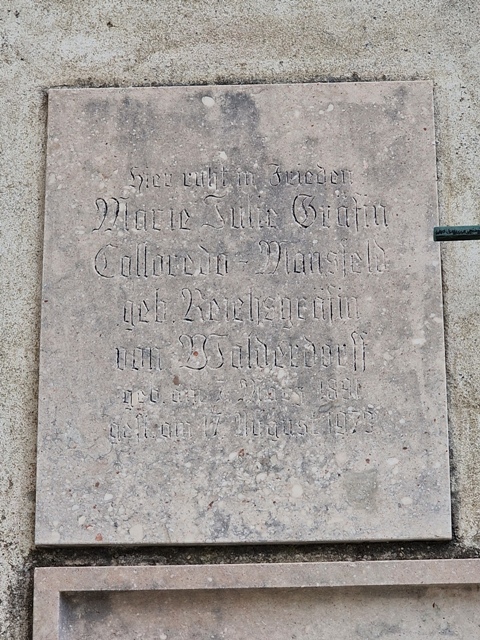 Hier ruht in Frieden
Marie Julie Gräfin
Colloredo-Mansfeld
geb. Reichsgräfin
von Walderdorff
geb. am März
gest. am 17. August